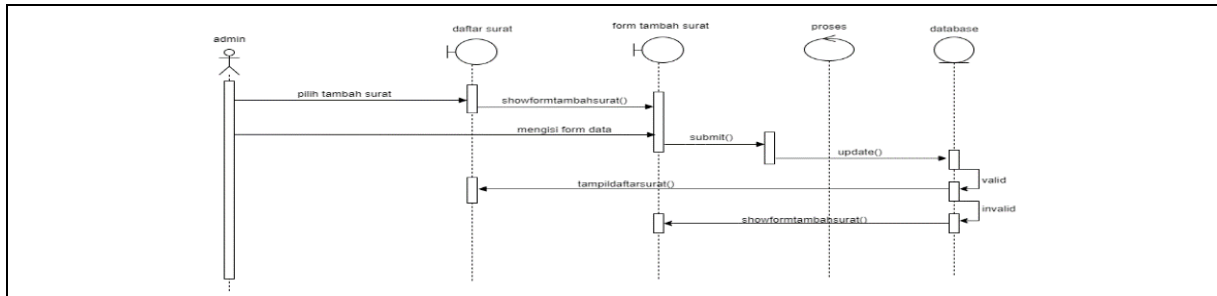 admin
daftar surat
form tambah surat
proses
database
pilih tambah surat
showformtambahsurat()
mengisi form data
submit()
update()
valid
tampildaftarsurat()
invalid
showformtambahsurat()